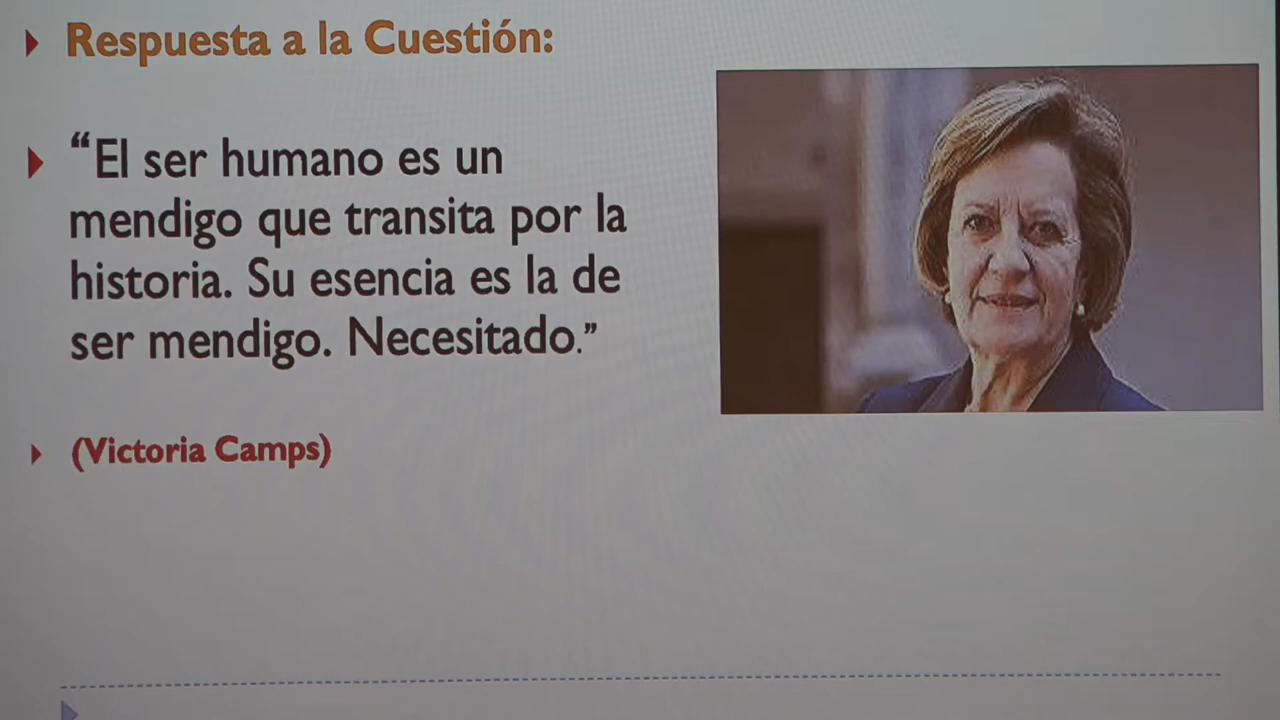 Respuesta a la Cuestión:
“El ser humano es un
mendigo que transita por la
historia. Su esencia es la de
ser mendigo. Necesitado.”
(Victoria Camps)